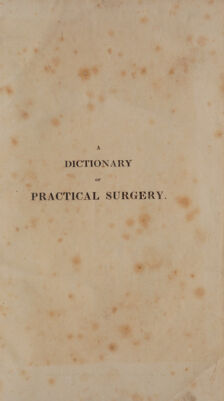 A
DICTIONARY
OF
PRACTICAL SURGERY.